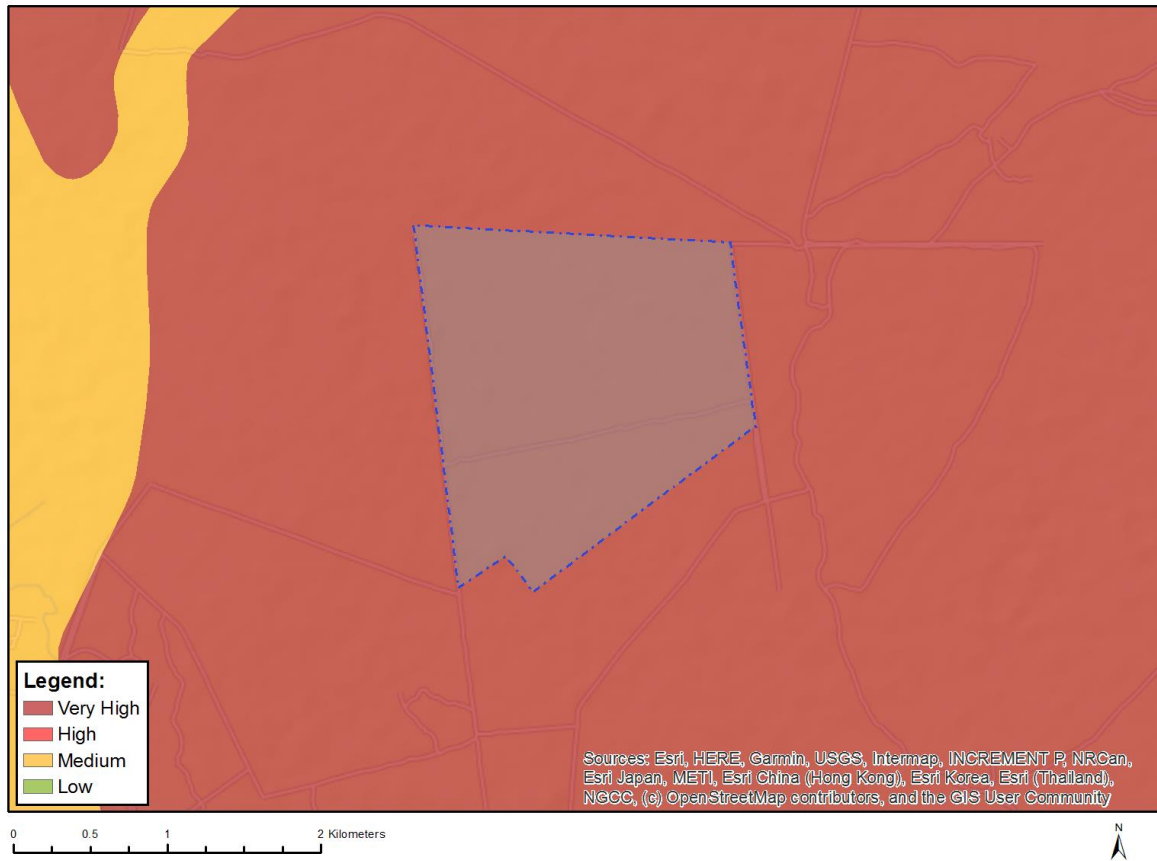 Legend:
Very High
High
Medium
Low
Sources: Esri, HERE, Garmin, USGS, Intermap, INCREMENT P, NRCan,
Esri Japan, METI, Esri China (Hong Kong), Esri Korea, Esri (Thailand),
NGCC, (c) OpenStreetMap contributors, and the GIS User Community
0 0.5 1 2 Kilometers
N